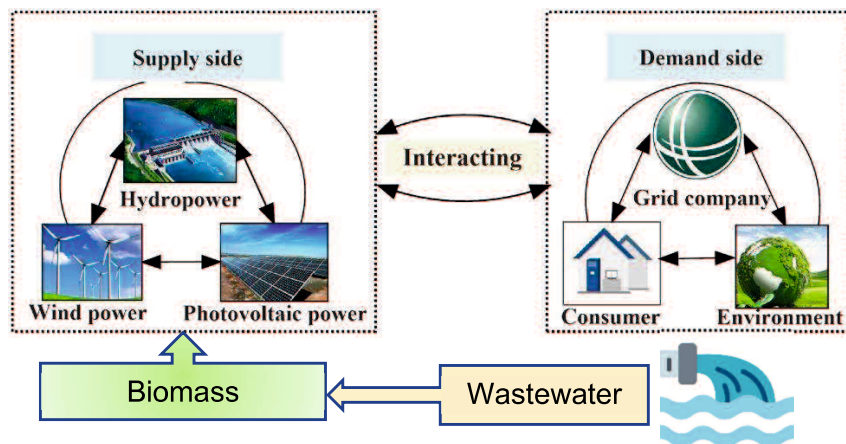 Supply side
Demand side
Interacting
Hydropower
Grid company
Wind power
Photovoltaic power
Consumer
Environment
Biomass
Wastewater